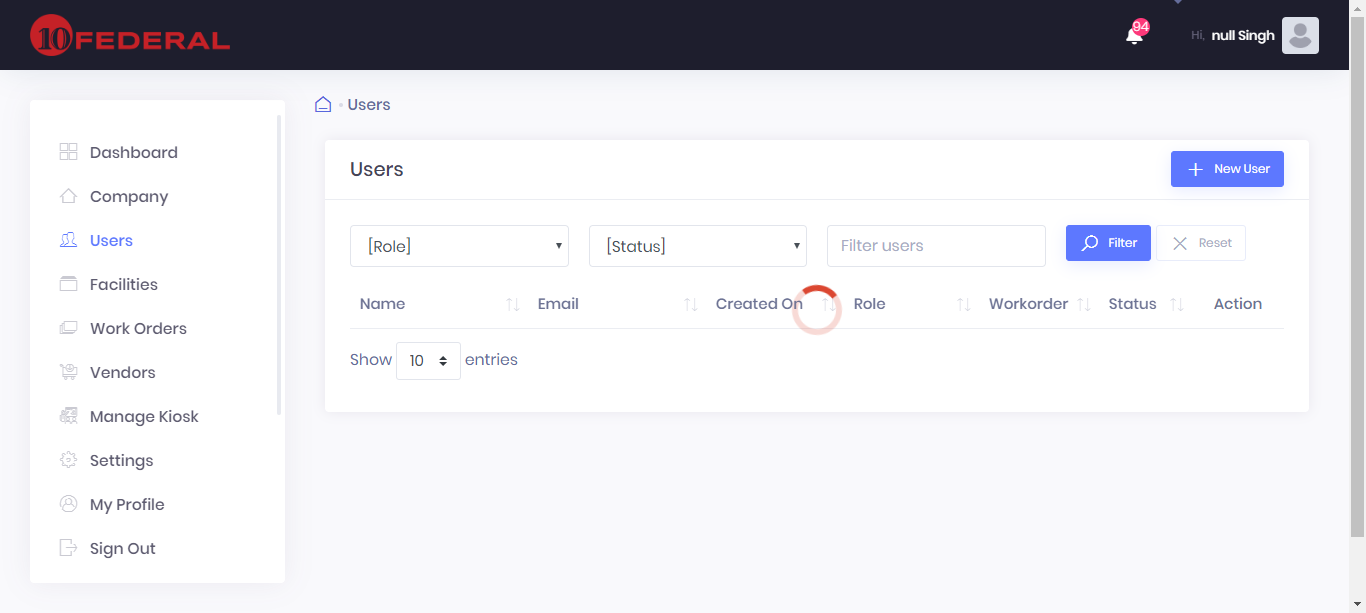 10 FEDERAL
94
Hi, null Singh
Users
Dashboard
Company
Users
Facilities
Work Orders
Vendors
Manage Kiosk
Settings
My Profile
Sign Out
Users
New User
[Role] [Status] Filter users Filter Reset
Name Email Created On Role Workorder Status Action
Show 10 entries